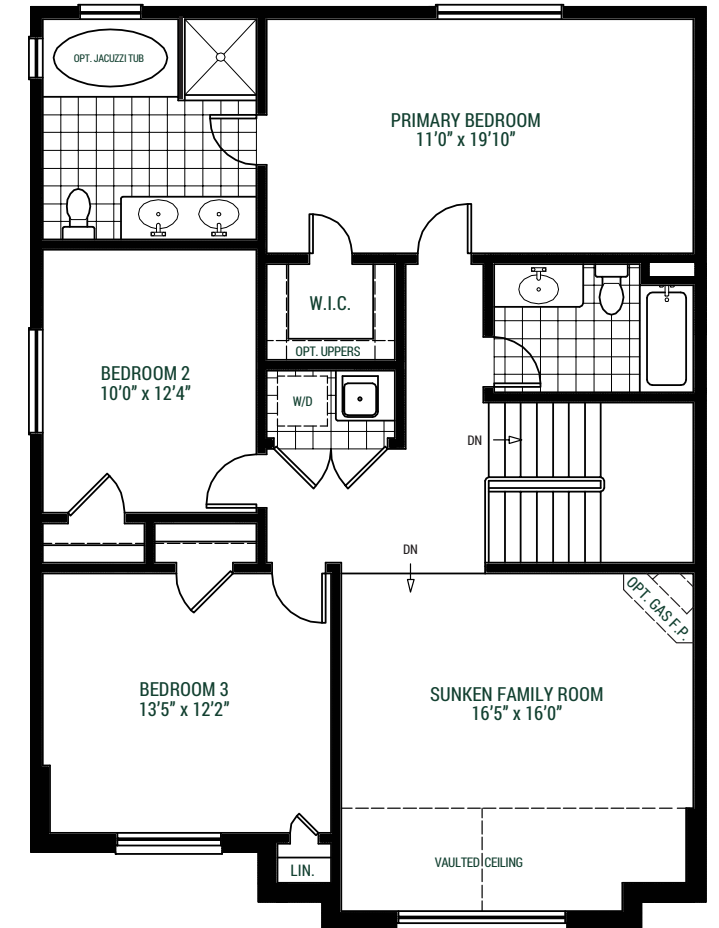 OPT. JACUZZI TUB
PRIMARY BEDROOM
11'0" x 19'10"
W.I.C.
OPT. UPPERS
BEDROOM 2
10'0" x 12'4"
W/D
DN
DN
OPT. GAS F.P.
BEDROOM 3
13'5" x 12'2"
SUNKEN FAMILY ROOM
16'5" x 16'0"
VAULTED CEILING
LIN.